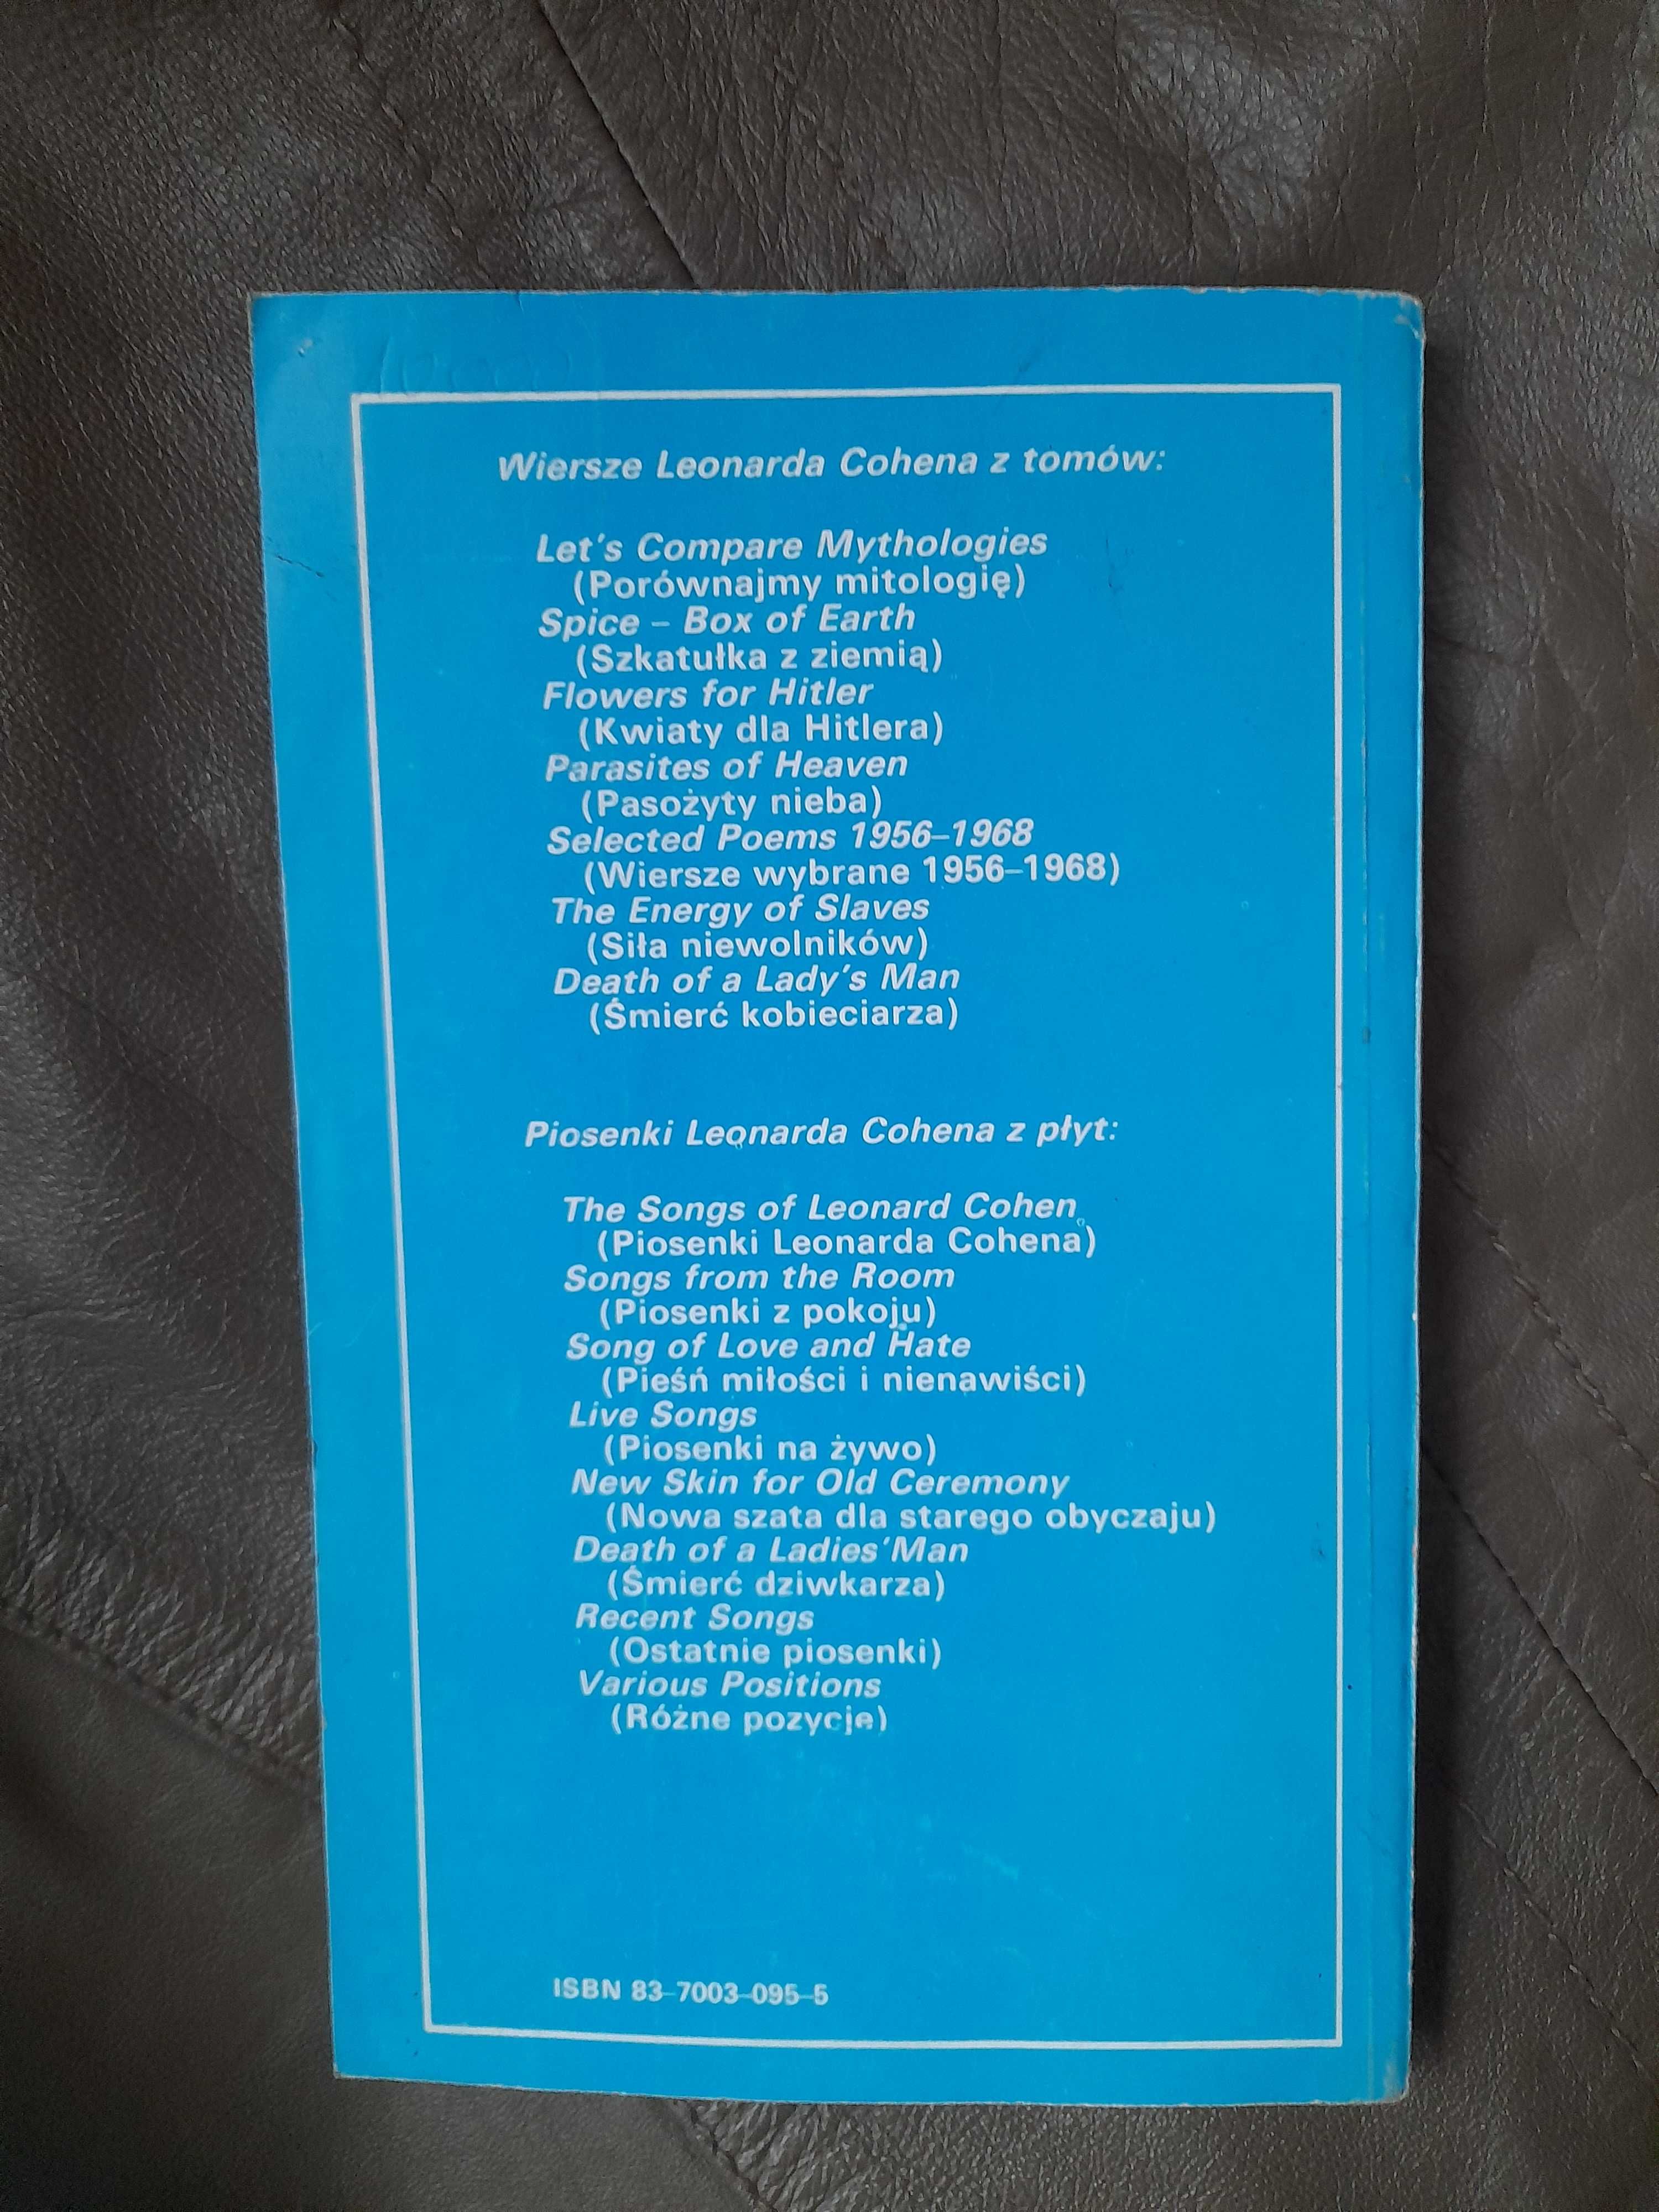 Wiersze Leonarda Cohena z tomów:
Let's Compare Mythologies
(Porównajmy mitologię)
Spice – Box of Earth
(Szkatułka z ziemią)
Flowers for Hitler
(Kwiaty dla Hitlera)
Parasites of Heaven
(Pasożyty nieba)
Selected Poems 1956–1968
(Wiersze wybrane 1956–1968)
The Energy of Slaves
(Siła niewolników)
Death of a Lady's Man
(Śmierć kobieciarza)
Piosenki Leonarda Cohena z płyt:
The Songs of Leonard Cohen
(Piosenki Leonarda Cohena)
Songs from the Room
(Piosenki z pokoju)
Song of Love and Hate
(Pieśń miłości i nienawiści)
Live Songs
(Piosenki na żywo)
New Skin for Old Ceremony
(Nowa szata dla starego obyczaju)
Death of a Ladies'Man
(Śmierć dziwkarza)
Recent Songs
(Ostatnie piosenki)
Various Positions
(Różne pozycje)
ISBN 83–7003–095–5